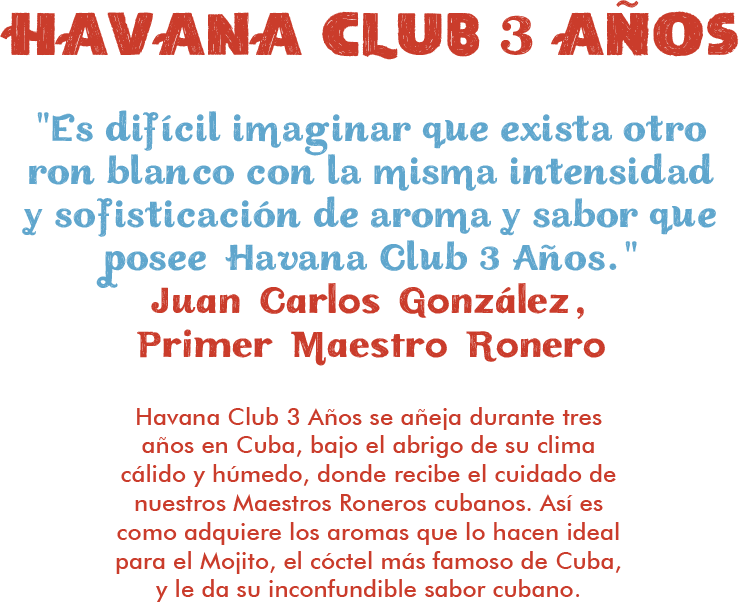 HAVANA CLUB 3 AÑOS
"Es difícil imaginar que exista otro
ron blanco con la misma intensidad
y sofisticación de aroma y sabor que
posee Havana Club 3 Años."
Juan Carlos González,
Primer Maestro Ronero
Havana Club 3 Años se añeja durante tres
años en Cuba, bajo el abrigo de su clima
cálido y húmedo, donde recibe el cuidado de
nuestros Maestros Roneros cubanos. Así es
como adquiere los aromas que lo hacen ideal
para el Mojito, el cóctel más famoso de Cuba,
y le da su inconfundible sabor cubano.